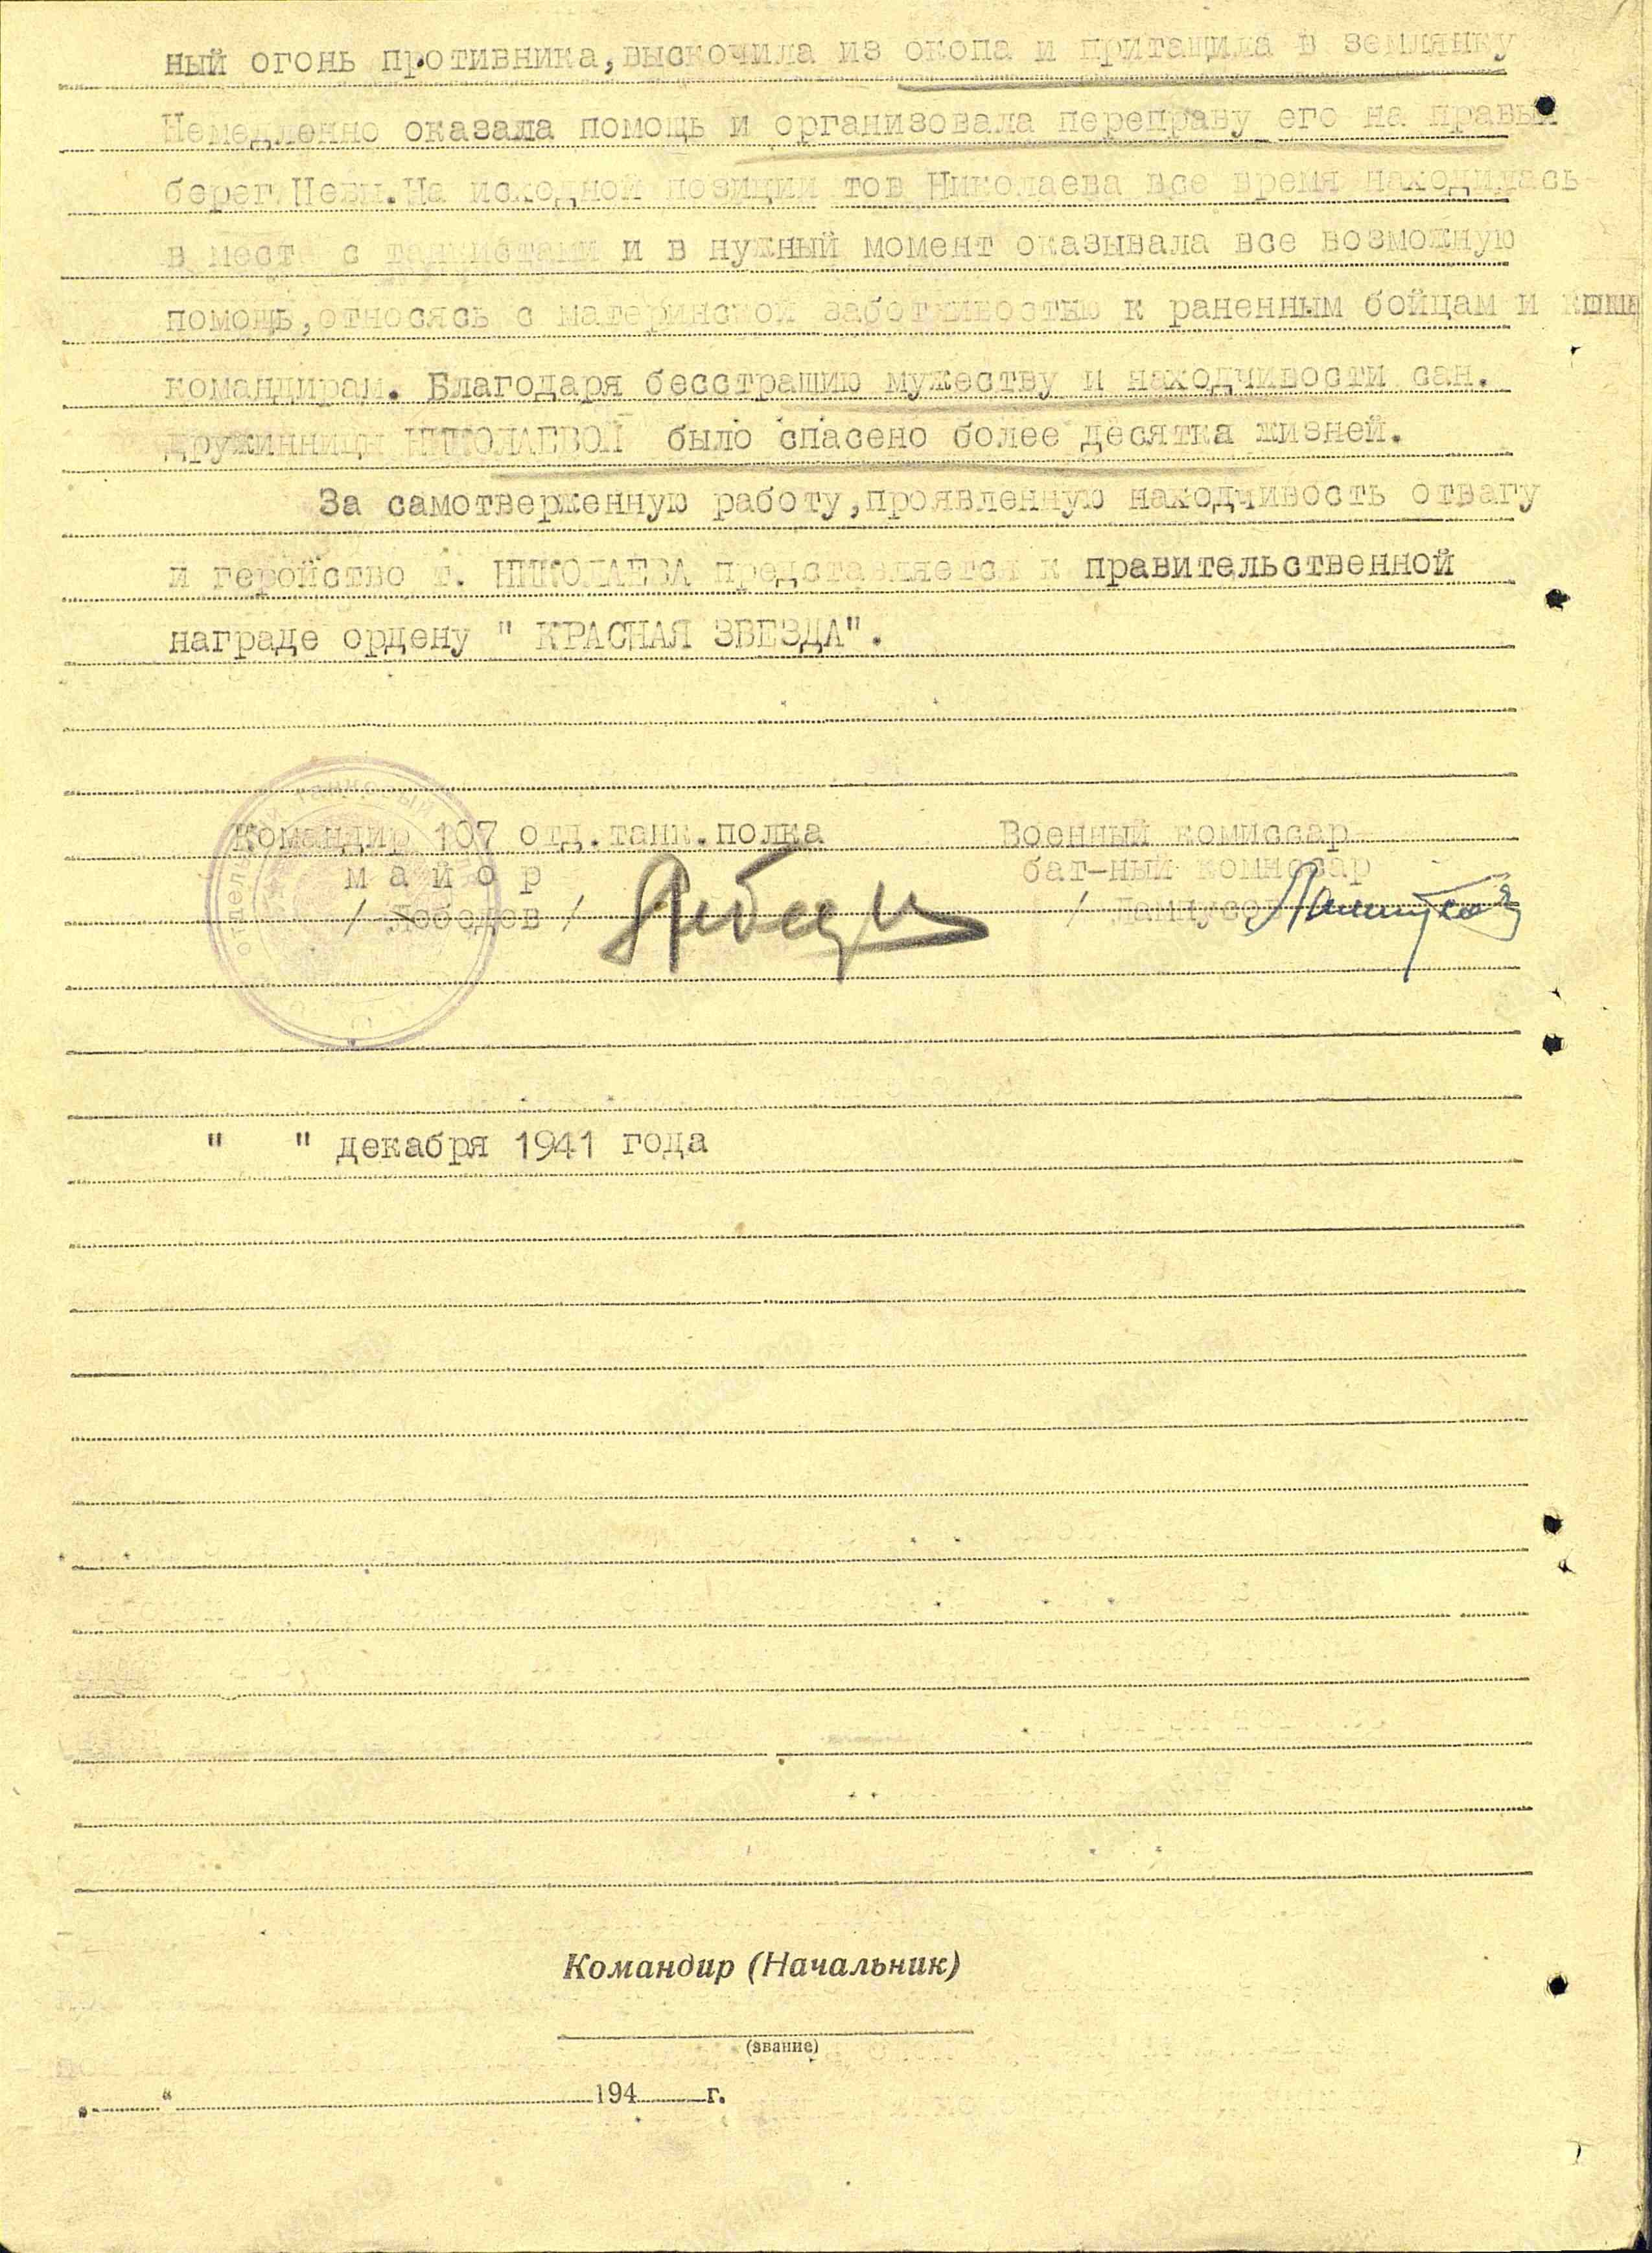 ный огонь противника,выскочила из окопа и притащила в землянку
Немедленно оказала помощь и организовала переправу его на правый
берег Невы.На исходной позиции тов Николаева все время находилась
в месте с танкистами и в нужный момент оказывала все возможную
помощь,относясь с материнской заботливостью к раненным бойцам и
командирам. Благодаря бесстрашию мужеству и находчивости сан.
дружинницы НИКОЛАЕВОЙ было спасено более десятка жизней.
За самотверженную работу,проявленную находчивость отвагу
и геройство т. НИКОЛАЕВА представляется к правительственной
награде ордену " КРАСНАЯ ЗВЕЗДА".
Командир 107 отд.танк.полка
майор
/ Лебедев /
Военный комиссар
бат-ный комиссар
" " декабря 1941 года
Командир (Начальник)
(звание)
„ “ 194 г.